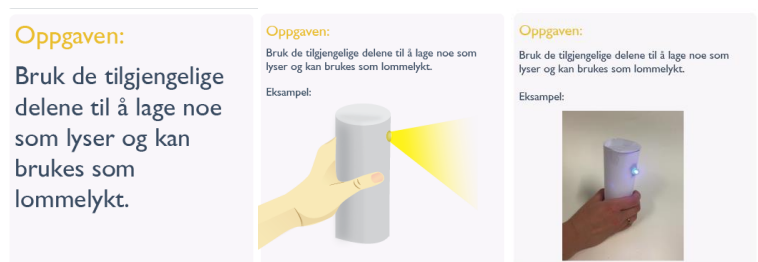 Oppgaven:
Bruk de tilgjengelige
delene til å lage noe
som lyser og kan
brukes som
lommelykt.
Oppgaven:
Bruk de tilgjengelige delene til å lage noe som
lyser og kan brukes som lommelykt.
Eksampel:
Oppgaven:
Bruk de tilgjengelige delene til å lage noe som
lyser og kan brukes som lommelykt.
Eksampel: